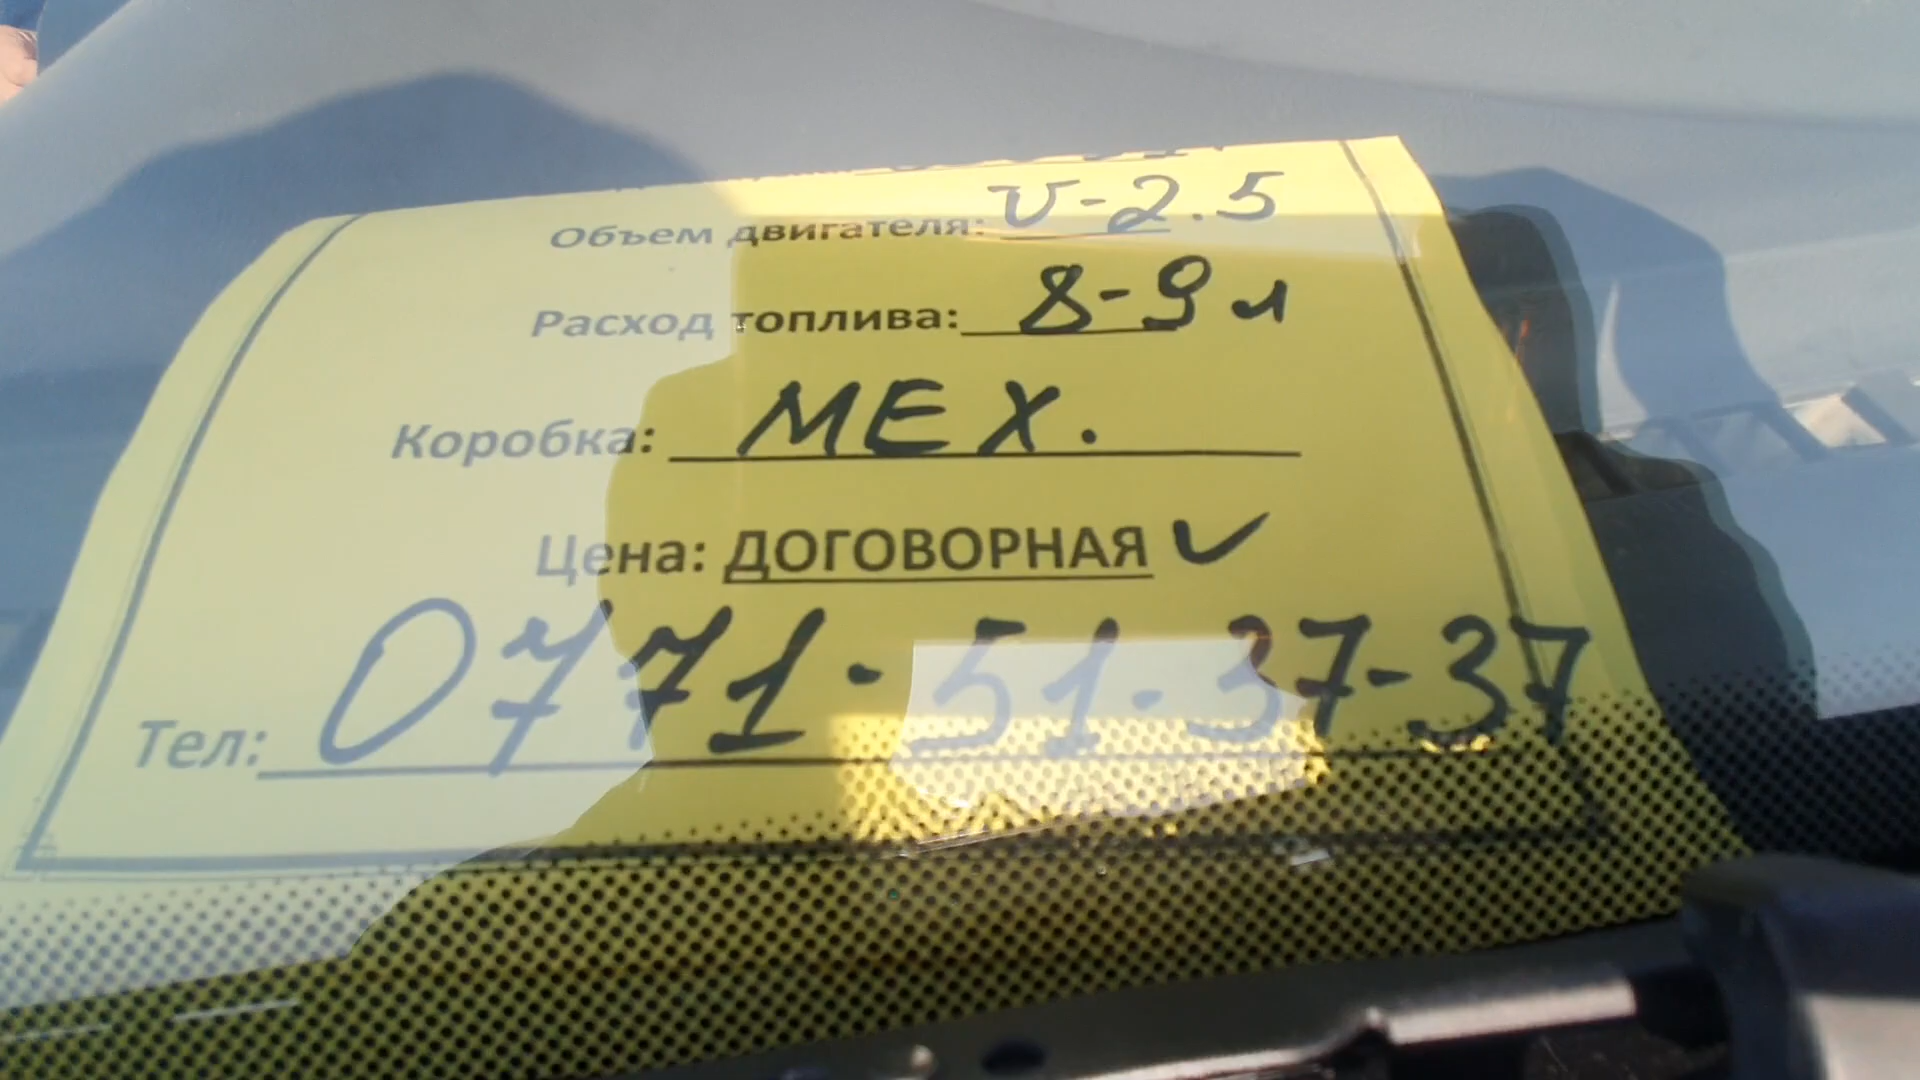 Объем двигателя: V-2.5
Расход топлива: 8-9 л
Коробка: МЕХ.
Цена: ДОГОВОРНАЯ ✓
Тел: 0771-51-37-37